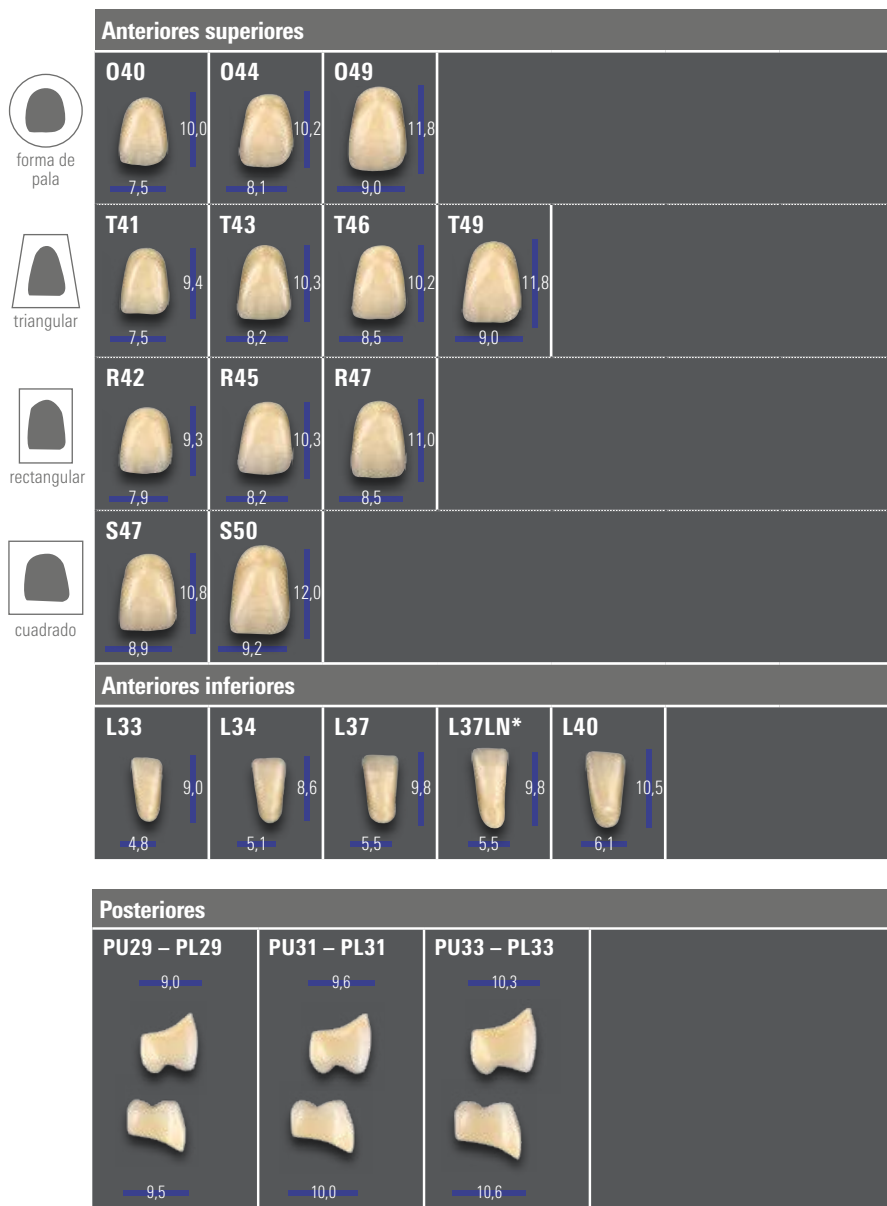 Anteriores superiores
forma de
pala
O40 O44 O49
10,0 10,2 11,8
7,5 8,1 9,0
triangular
T41 T43 T46 T49
9,4 10,3 10,2 11,8
7,5 8,2 8,5 9,0
rectangular
R42 R45 R47
9,3 10,3 11,0
7,9 8,2 8,5
cuadrado
S47 S50
10,8 12,0
8,9 9,2
Anteriores inferiores
L33 L34 L37 L37LN* L40
9,0 8,6 9,8 9,8 10,5
4,8 5,1 5,5 5,5 6,1
Posteriores
PU29 – PL29 PU31 – PL31 PU33 – PL33
9,0 9,6 10,3
9,5 10,0 10,6